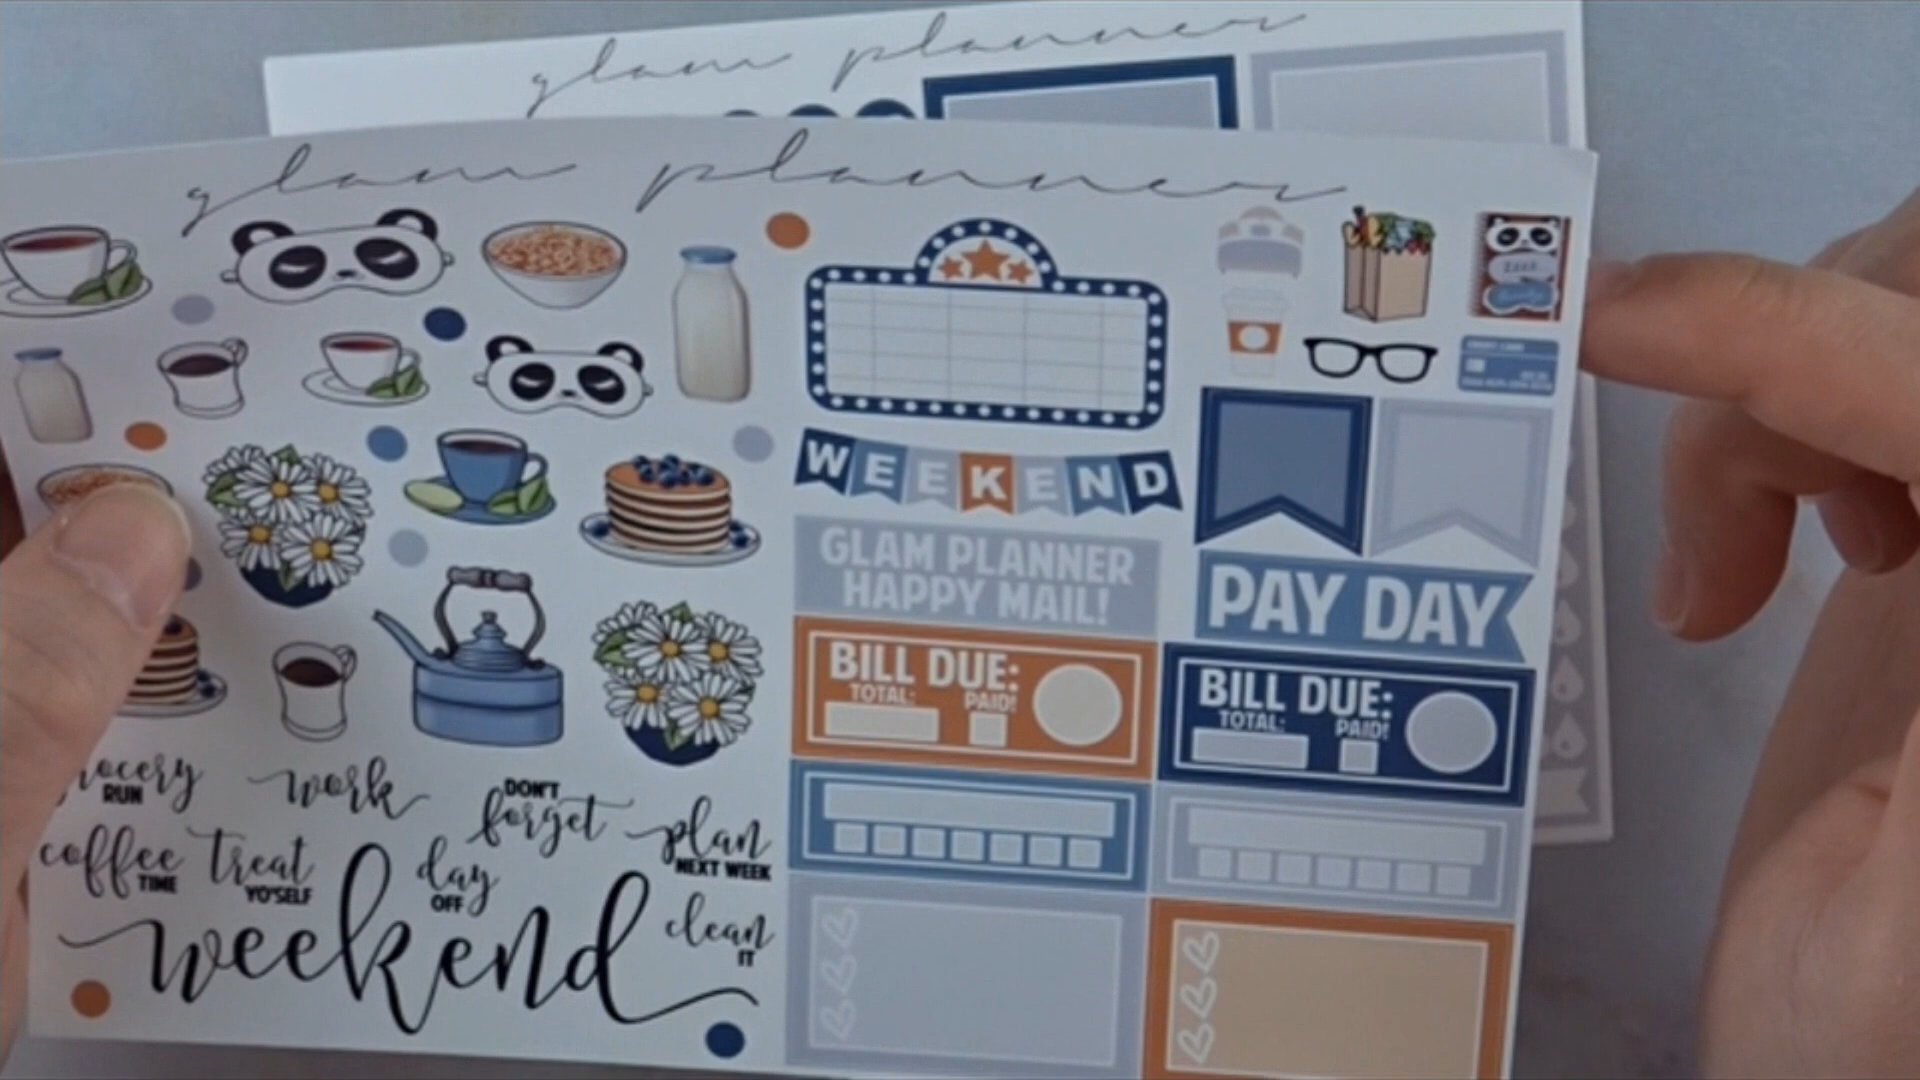 glam planner
glam planner
WEEKEND
GLAM PLANNER
HAPPY MAIL!
PAY DAY
BILL DUE:
TOTAL: PAID!
BILL DUE:
TOTAL: PAID!
RUN
work
DON'T
forget
plan
NEXT WEEK
coffee
TIME
treat
YO'SELF
day
OFF
clean
IT
weekend